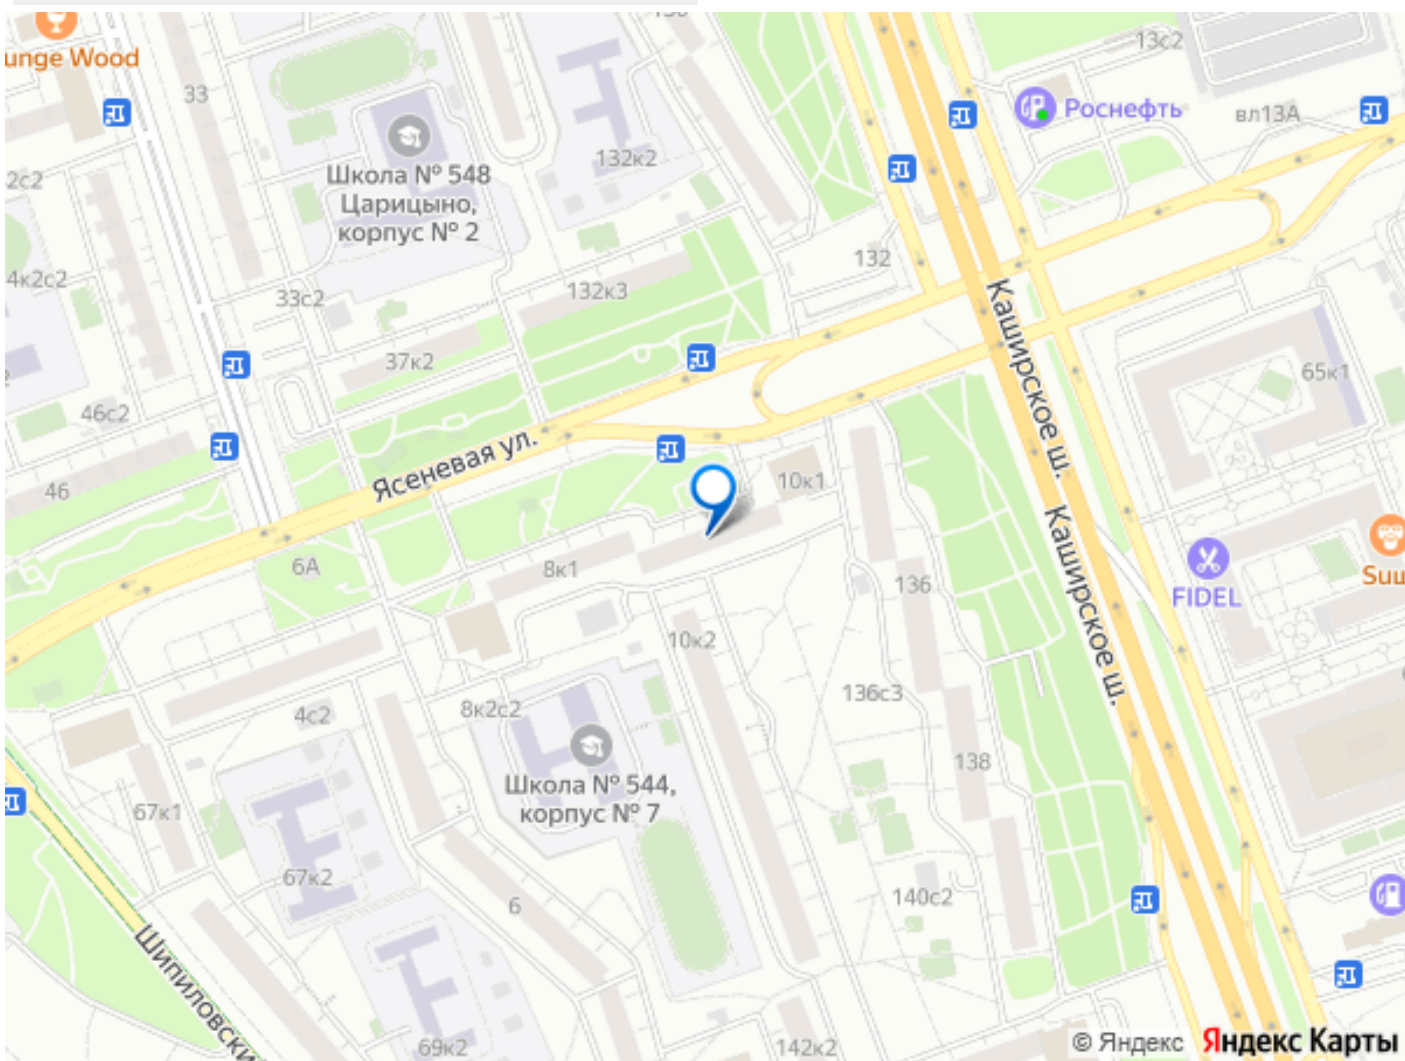 unge Wood
33
13с2
Роснефть
вл13А
Школа № 548
Царицыно,
корпус № 2
132к2
2с2
4к2с2
33с2
132к3
132
37к2
65к1
46с2
46
Ясеневая ул.
Каширское ш.
10к1
6А
8к1
136
Каширское ш.
FIDEL
10к2
136с3
4с2
8к2с2
138
Школа № 544,
корпус № 7
67к1
67к2
6
140с2
Шипиловски
69к2
142к2
© Яндекс
Яндекс Карты